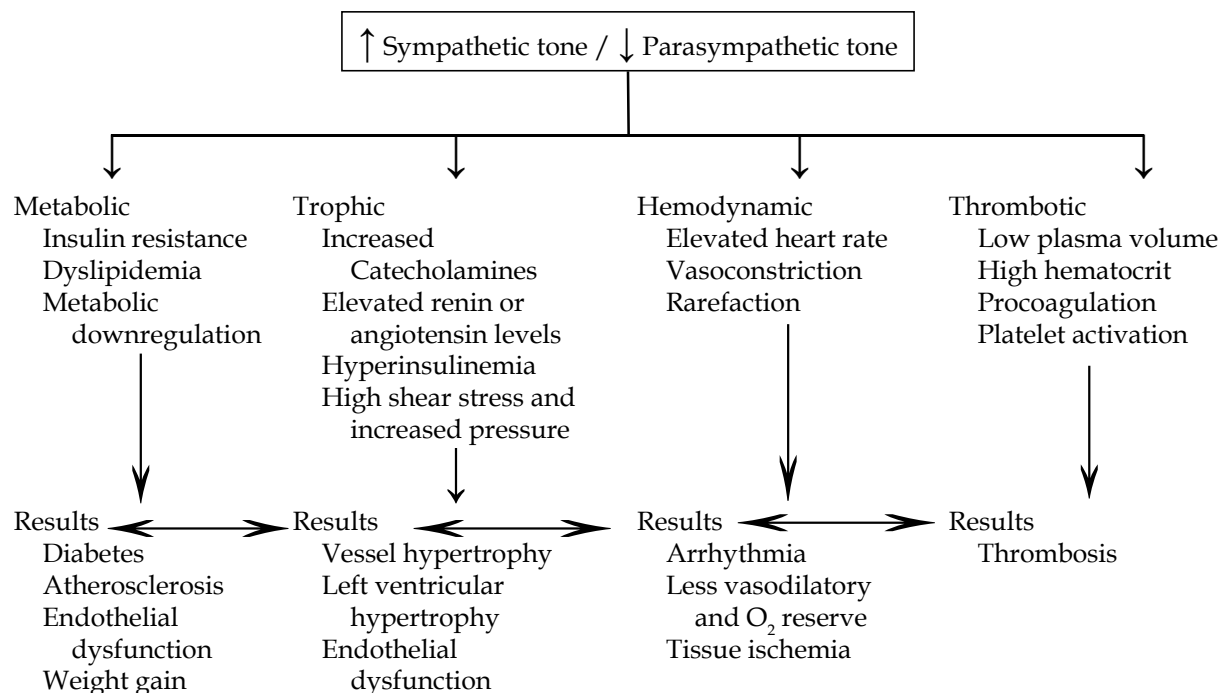 ↑ Sympathetic tone / ↓ Parasympathetic tone
Metabolic
Insulin resistance
Dyslipidemia
Metabolic
downregulation
Trophic
Increased
Catecholamines
Elevated renin or
angiotensin levels
Hyperinsulinemia
High shear stress and
increased pressure
Hemodynamic
Elevated heart rate
Vasoconstriction
Rarefaction
Thrombotic
Low plasma volume
High hematocrit
Procoagulation
Platelet activation
Results
Diabetes
Atherosclerosis
Endothelial
dysfunction
Weight gain
Results
Vessel hypertrophy
Left ventricular
hypertrophy
Endothelial
dysfunction
Results
Arrhythmia
Less vasodilatory
and O₂ reserve
Tissue ischemia
Results
Thrombosis